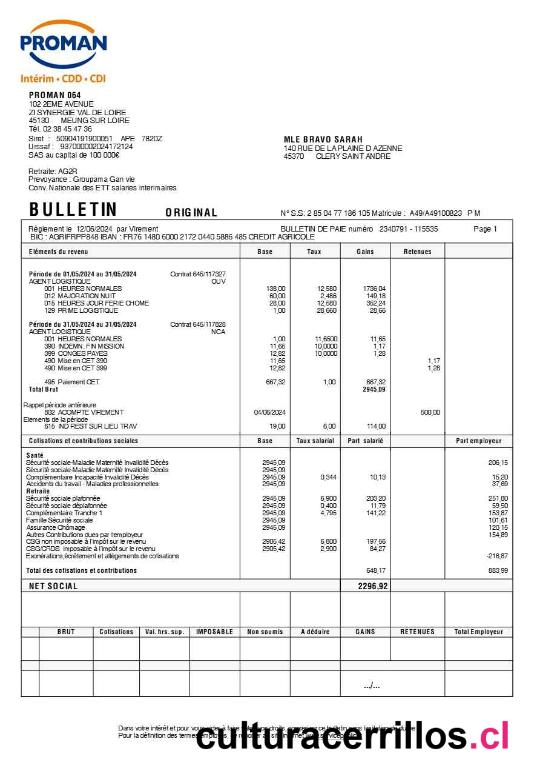 PROMAN
Intérim • CDD • CDI
PROMAN 064
102 2EME AVENUE
ZI SYNERGIE VAL DE LOIRE
45130 MEUNG SUR LOIRE
Tél. 02 38 45 47 36
Siret : 50904191900051 APE 7820Z
Urssaf : 937000002024172124
SAS au capital de 100 000€
MLE BRAVO SARAH
140 RUE DE LA PLAINE D AZENNE
45370 CLERY SAINT ANDRE
Retraite: AG2R
Prevoyance : Groupama Gan vie
Conv. Nationale des ETT salaries interimaires
BULLETIN ORIGINAL N° S.S: 2 85 04 77 186 105 Matricule : A49/A49100823 P M
Règlement le 12/06/2024 par Virement BULLETIN DE PAIE numéro 2340791 - 115535 Page 1
BIC : AGRIFRPP848 IBAN : FR76 1480 6000 2172 0440 5886 485 CREDIT AGRICOLE
Eléments du revenu Base Taux Gains Retenues
Période du 01/05/2024 au 31/05/2024 Contrat 646/117327
AGENT LOGISTIQUE OUV
001 HEURES NORMALES 138,00 12,580 1736,04
012 MAJORATION NUIT 60,00 2,486 149,18
015 HEURES JOUR FERIE CHOME 28,00 12,580 352,24
129 PRIME LOGISTIQUE 1,00 28,660 28,66
Période du 31/05/2024 au 31/05/2024 Contrat 646/117828
AGENT LOGISTIQUE NCA
001 HEURES NORMALES 1,00 11,6500 11,65
390 INDEMN. FIN MISSION 11,65 10,0000 1,17
399 CONGES PAYES 12,82 10,0000 1,28
490 Mise en CET 390 11,65 1,17
490 Mise en CET 399 12,82 1,28
495 Paiement CET 667,32 1,00 667,32
Total Brut 2945,09
Rappel période antérieure
802 ACOMPTE VIREMENT 04/06/2024 500,00
Elements de la période
616 IND REST SUR LIEU TRAV 19,00 6,00 114,00
Cotisations et contributions sociales Base Taux salarial Part salarié Part employeur
Santé
Sécurité sociale-Maladie Maternité Invalidité Décès 2945,09 206,15
Sécurité sociale-Maladie Maternité Invalidité Décès 2945,09
Complémentaire Incapacité Invalidité Décès 2945,09 0,344 10,13 15,20
Accidents du travail - Maladies professionnelles 2945,09 37,69
Retraite
Sécurité sociale plafonnée 2945,09 6,900 203,20 251,80
Sécurité sociale déplafonnée 2945,09 0,400 11,79 59,50
Complémentaire Tranche 1 2945,09 4,795 141,22 153,87
Famille Sécurité sociale 2945,09 101,61
Assurance Chômage 2945,09 120,15
Autres Contributions dues par l'employeur 154,89
CSG non imposable à l'impôt sur le revenu 2905,42 6,800 197,56
CSG/CRDS imposable à l'impôt sur le revenu 2905,42 2,900 84,27
Exonérations,écrêtement et allègements de cotisations -218,87
Total des cotisations et contributions 648,17 883,99
NET SOCIAL 2296,92
BRUT Cotisations Val. hrs. sup. IMPOSABLE Non soumis A déduire GAINS RETENUES Total Employeur
.../...
Dans votre intérêt et pour vous aider à faire
Pour la définition des termes
culturacerrillos.cl